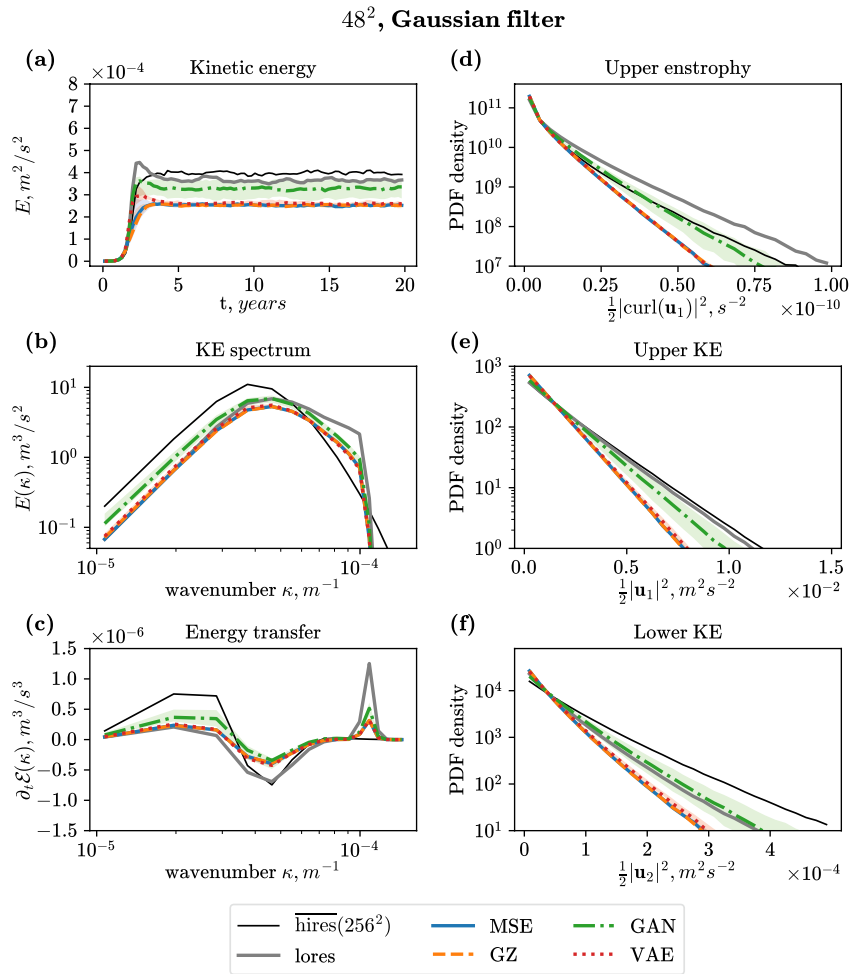 48², Gaussian filter
(a)
Kinetic energy
×10⁻⁴
8
7
6
5
4
3
2
1
0
E, m²/s²
0 5 10 15 20
t, years
(d)
Upper enstrophy
10¹¹
10¹⁰
10⁹
10⁸
10⁷
PDF density
0.00 0.25 0.50 0.75 1.00
½|curl(u₁)|², s⁻²
×10⁻¹⁰
(b)
KE spectrum
10¹
10⁰
10⁻¹
E(κ), m³/s²
10⁻⁵ 10⁻⁴
wavenumber κ, m⁻¹
(e)
Upper KE
10³
10²
10¹
10⁰
PDF density
0.0 0.5 1.0 1.5
½|u₁|², m²s⁻²
×10⁻²
(c)
Energy transfer
×10⁻⁶
1.5
1.0
0.5
0.0
−0.5
−1.0
−1.5
∂ₜℰ(κ), m³/s³
10⁻⁵ 10⁻⁴
wavenumber κ, m⁻¹
(f)
Lower KE
10⁴
10³
10²
10¹
PDF density
0 1 2 3 4
½|u₂|², m²s⁻²
×10⁻⁴
h̅i̅r̅e̅s̅(256²) MSE GAN
lores GZ VAE